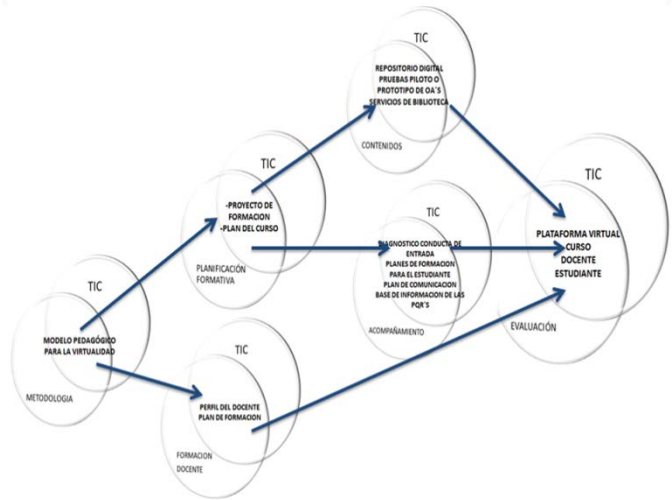 TIC
REPOSITORIO DIGITAL
PRUEBAS PILOTO O
PROTOTIPO DE OA´S
SERVICIOS DE BIBLIOTECA
CONTENIDOS
TIC
-PROYECTO DE
FORMACION
-PLAN DEL CURSO
PLANIFICACIÓN
FORMATIVA
TIC
DIAGNOSTICO CONDUCTA DE
ENTRADA
PLANES DE FORMACION
PARA EL ESTUDIANTE
PLAN DE COMUNICACION
BASE DE INFORMACION DE LAS
PQR´S
ACOMPAÑAMIENTO
TIC
PLATAFORMA VIRTUAL
CURSO
DOCENTE
ESTUDIANTE
EVALUACIÓN
TIC
MODELO PEDAGÓGICO
PARA LA VIRTUALIDAD
METODOLOGIA
TIC
PERFIL DEL DOCENTE
PLAN DE FORMACION
FORMACION
DOCENTE